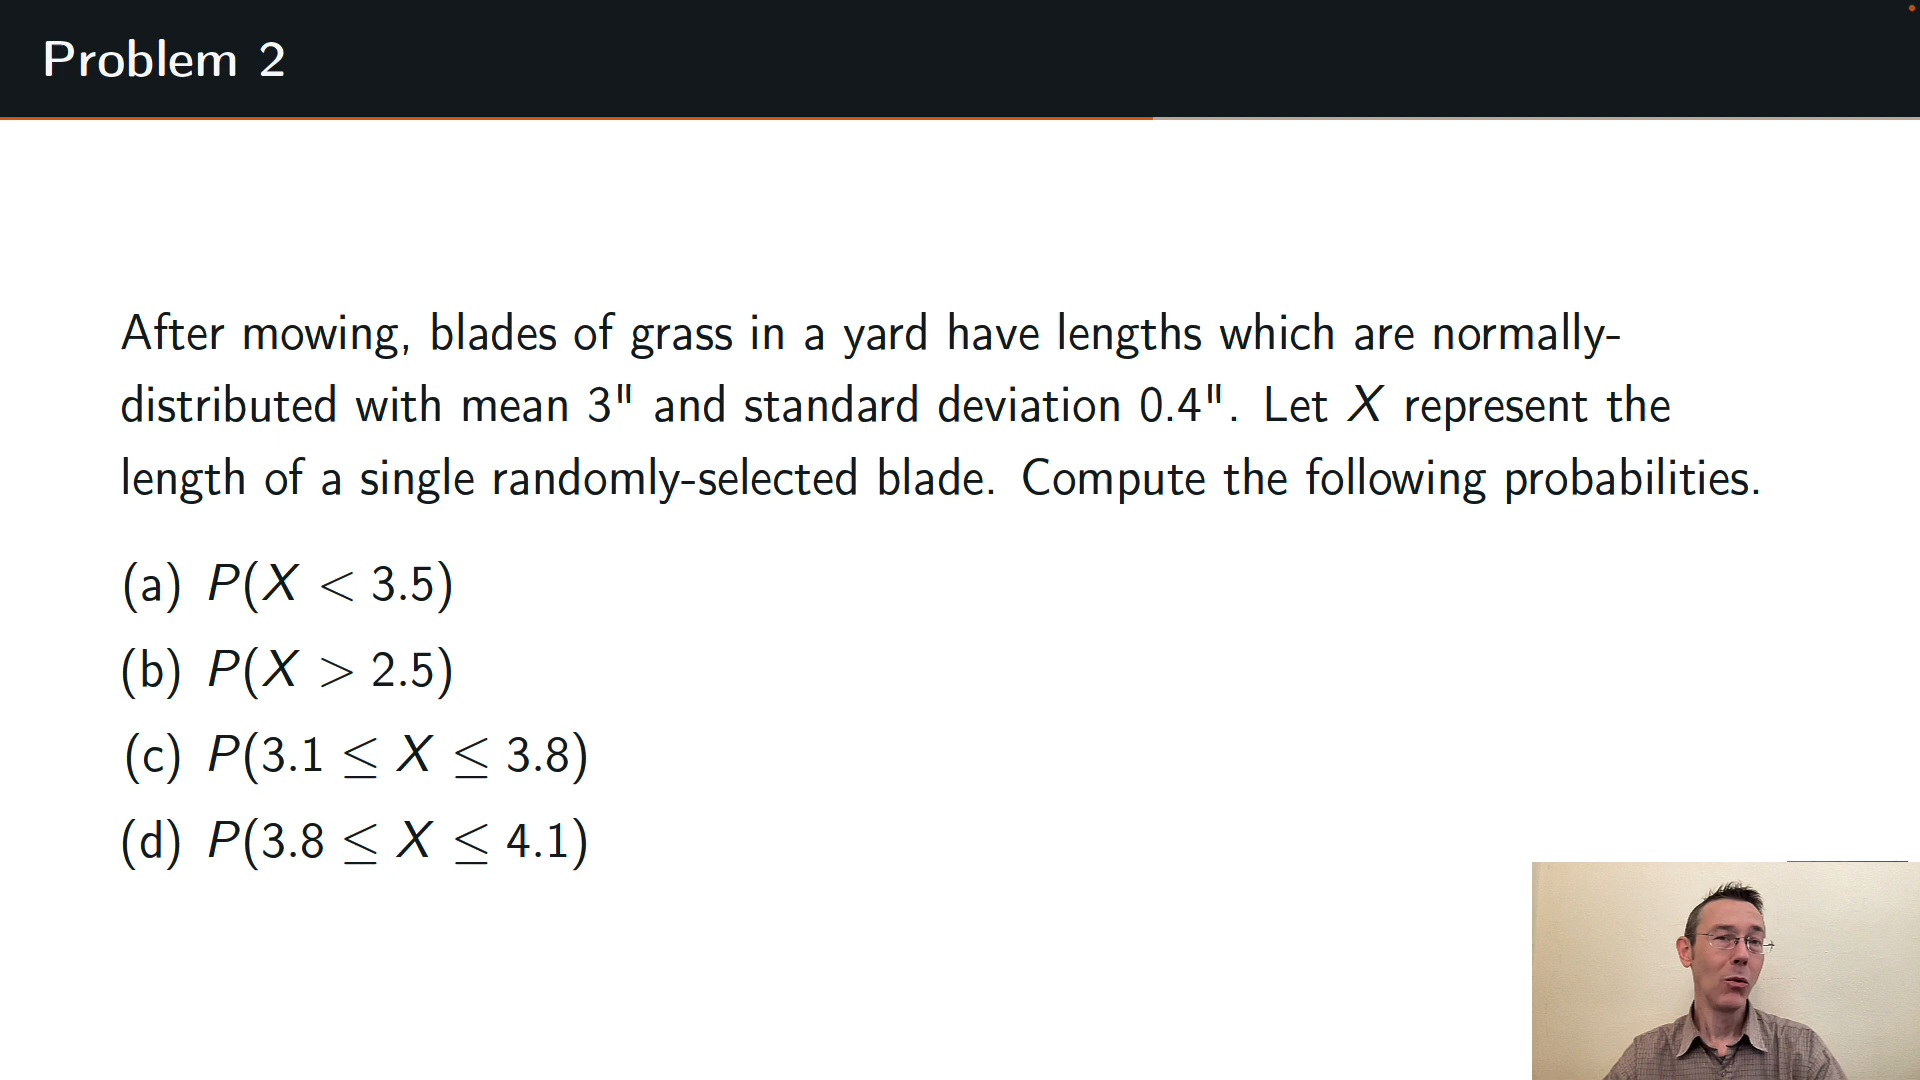 Problem 2
After mowing, blades of grass in a yard have lengths which are normally-
distributed with mean 3" and standard deviation 0.4". Let X represent the
length of a single randomly-selected blade. Compute the following probabilities.
(a) P(X < 3.5)
(b) P(X > 2.5)
(c) P(3.1 ≤ X ≤ 3.8)
(d) P(3.8 ≤ X ≤ 4.1)